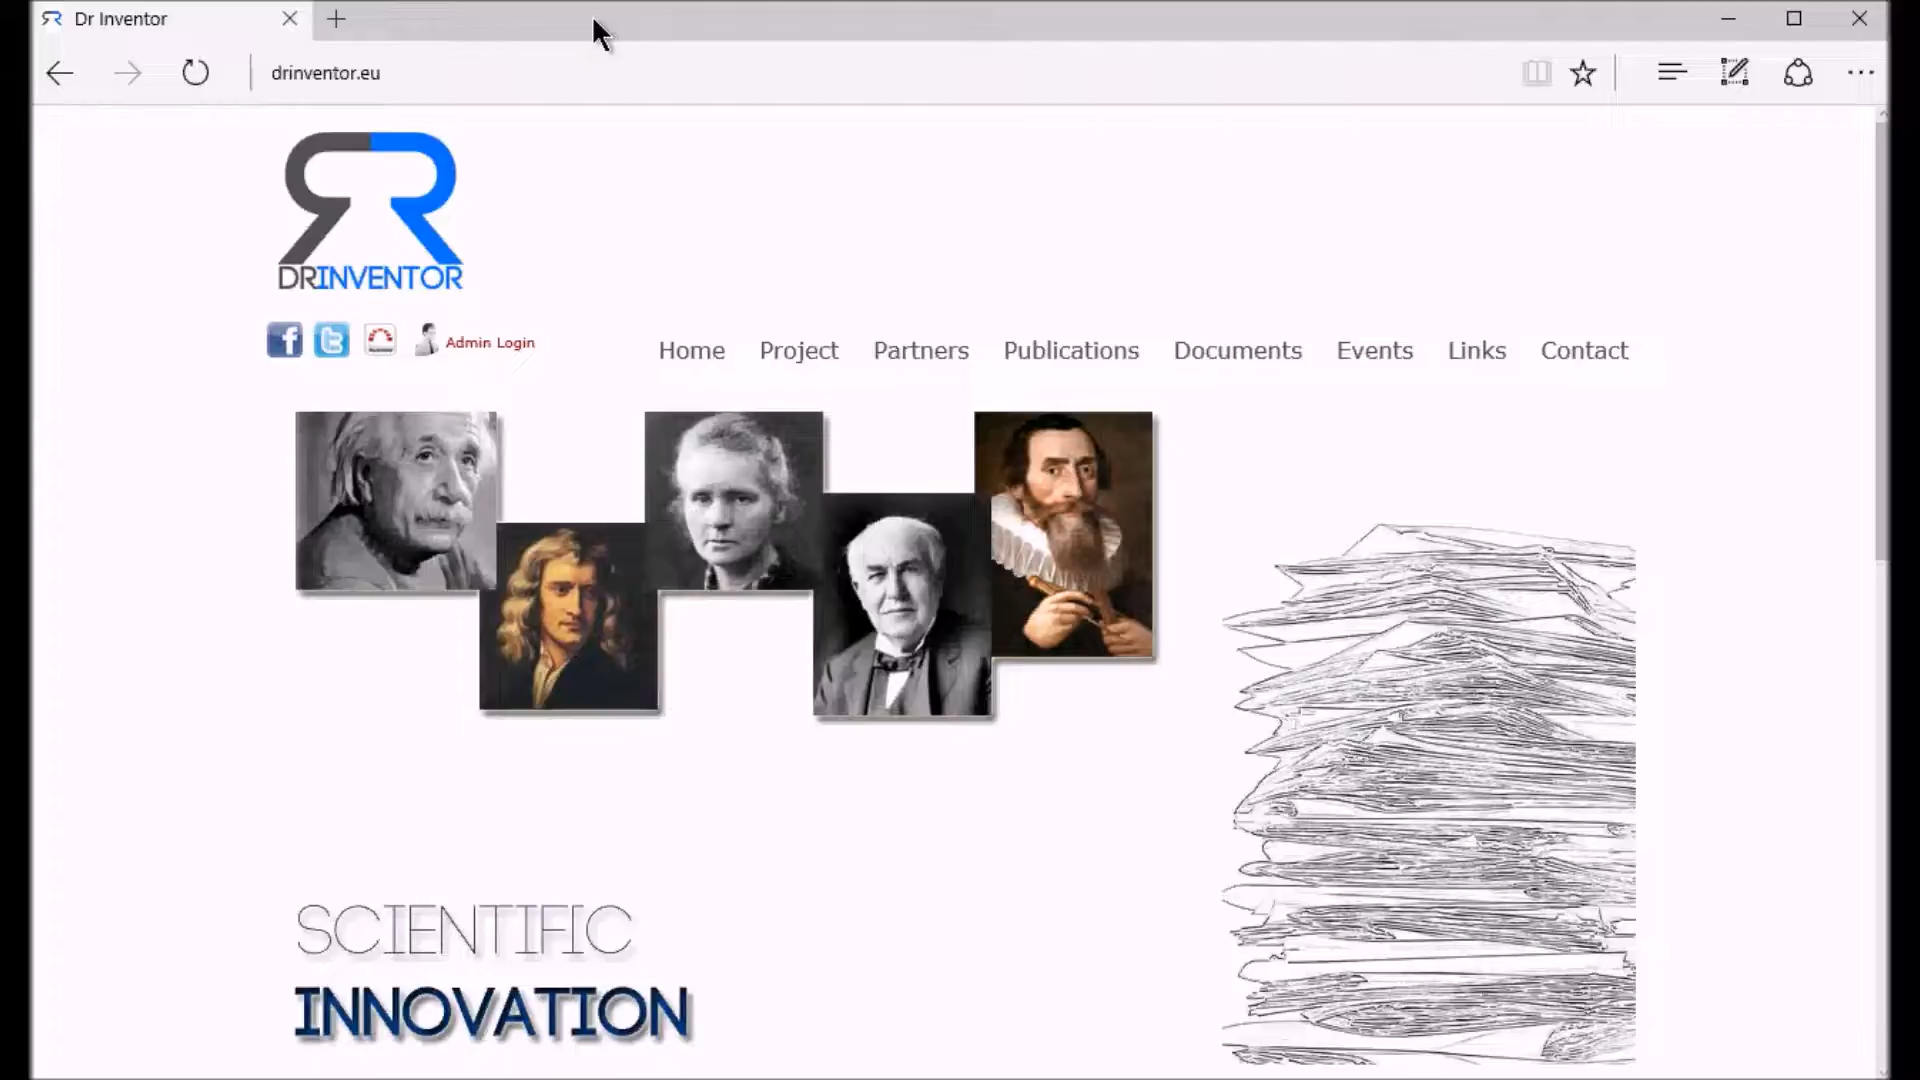 Dr Inventor
drinventor.eu
DRINVENTOR
Admin Login
Home Project Partners Publications Documents Events Links Contact
SCIENTIFIC
INNOVATION